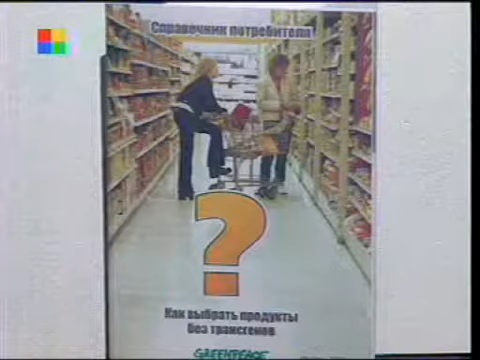 Справочник потребителя
?
Как выбрать продукты
без трансгенов
GREENPEACE